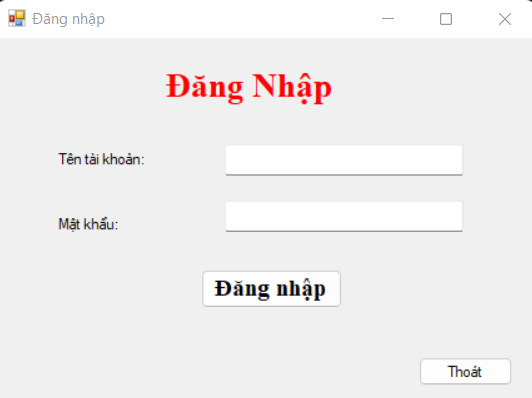 Đăng nhập
Đăng Nhập
Tên tài khoản:
Mật khẩu:
Đăng nhập
Thoát